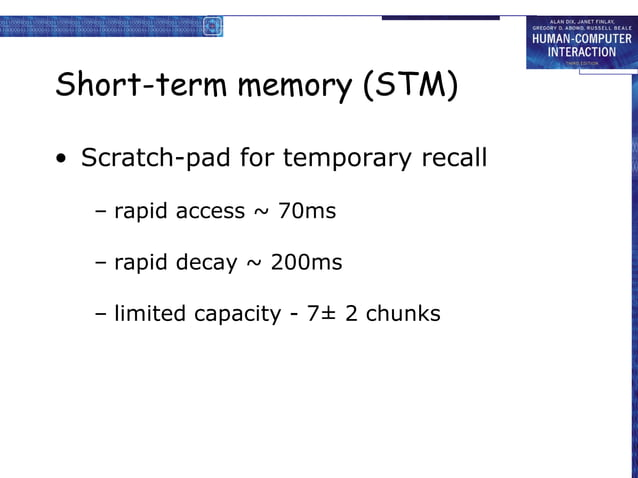 ALAN DIX, JANET FINLAY,
GREGORY D. ABOWD, RUSSELL BEALE
HUMAN-COMPUTER
INTERACTION
THIRD EDITION
Short-term memory (STM)
• Scratch-pad for temporary recall
– rapid access ~ 70ms
– rapid decay ~ 200ms
– limited capacity - 7± 2 chunks